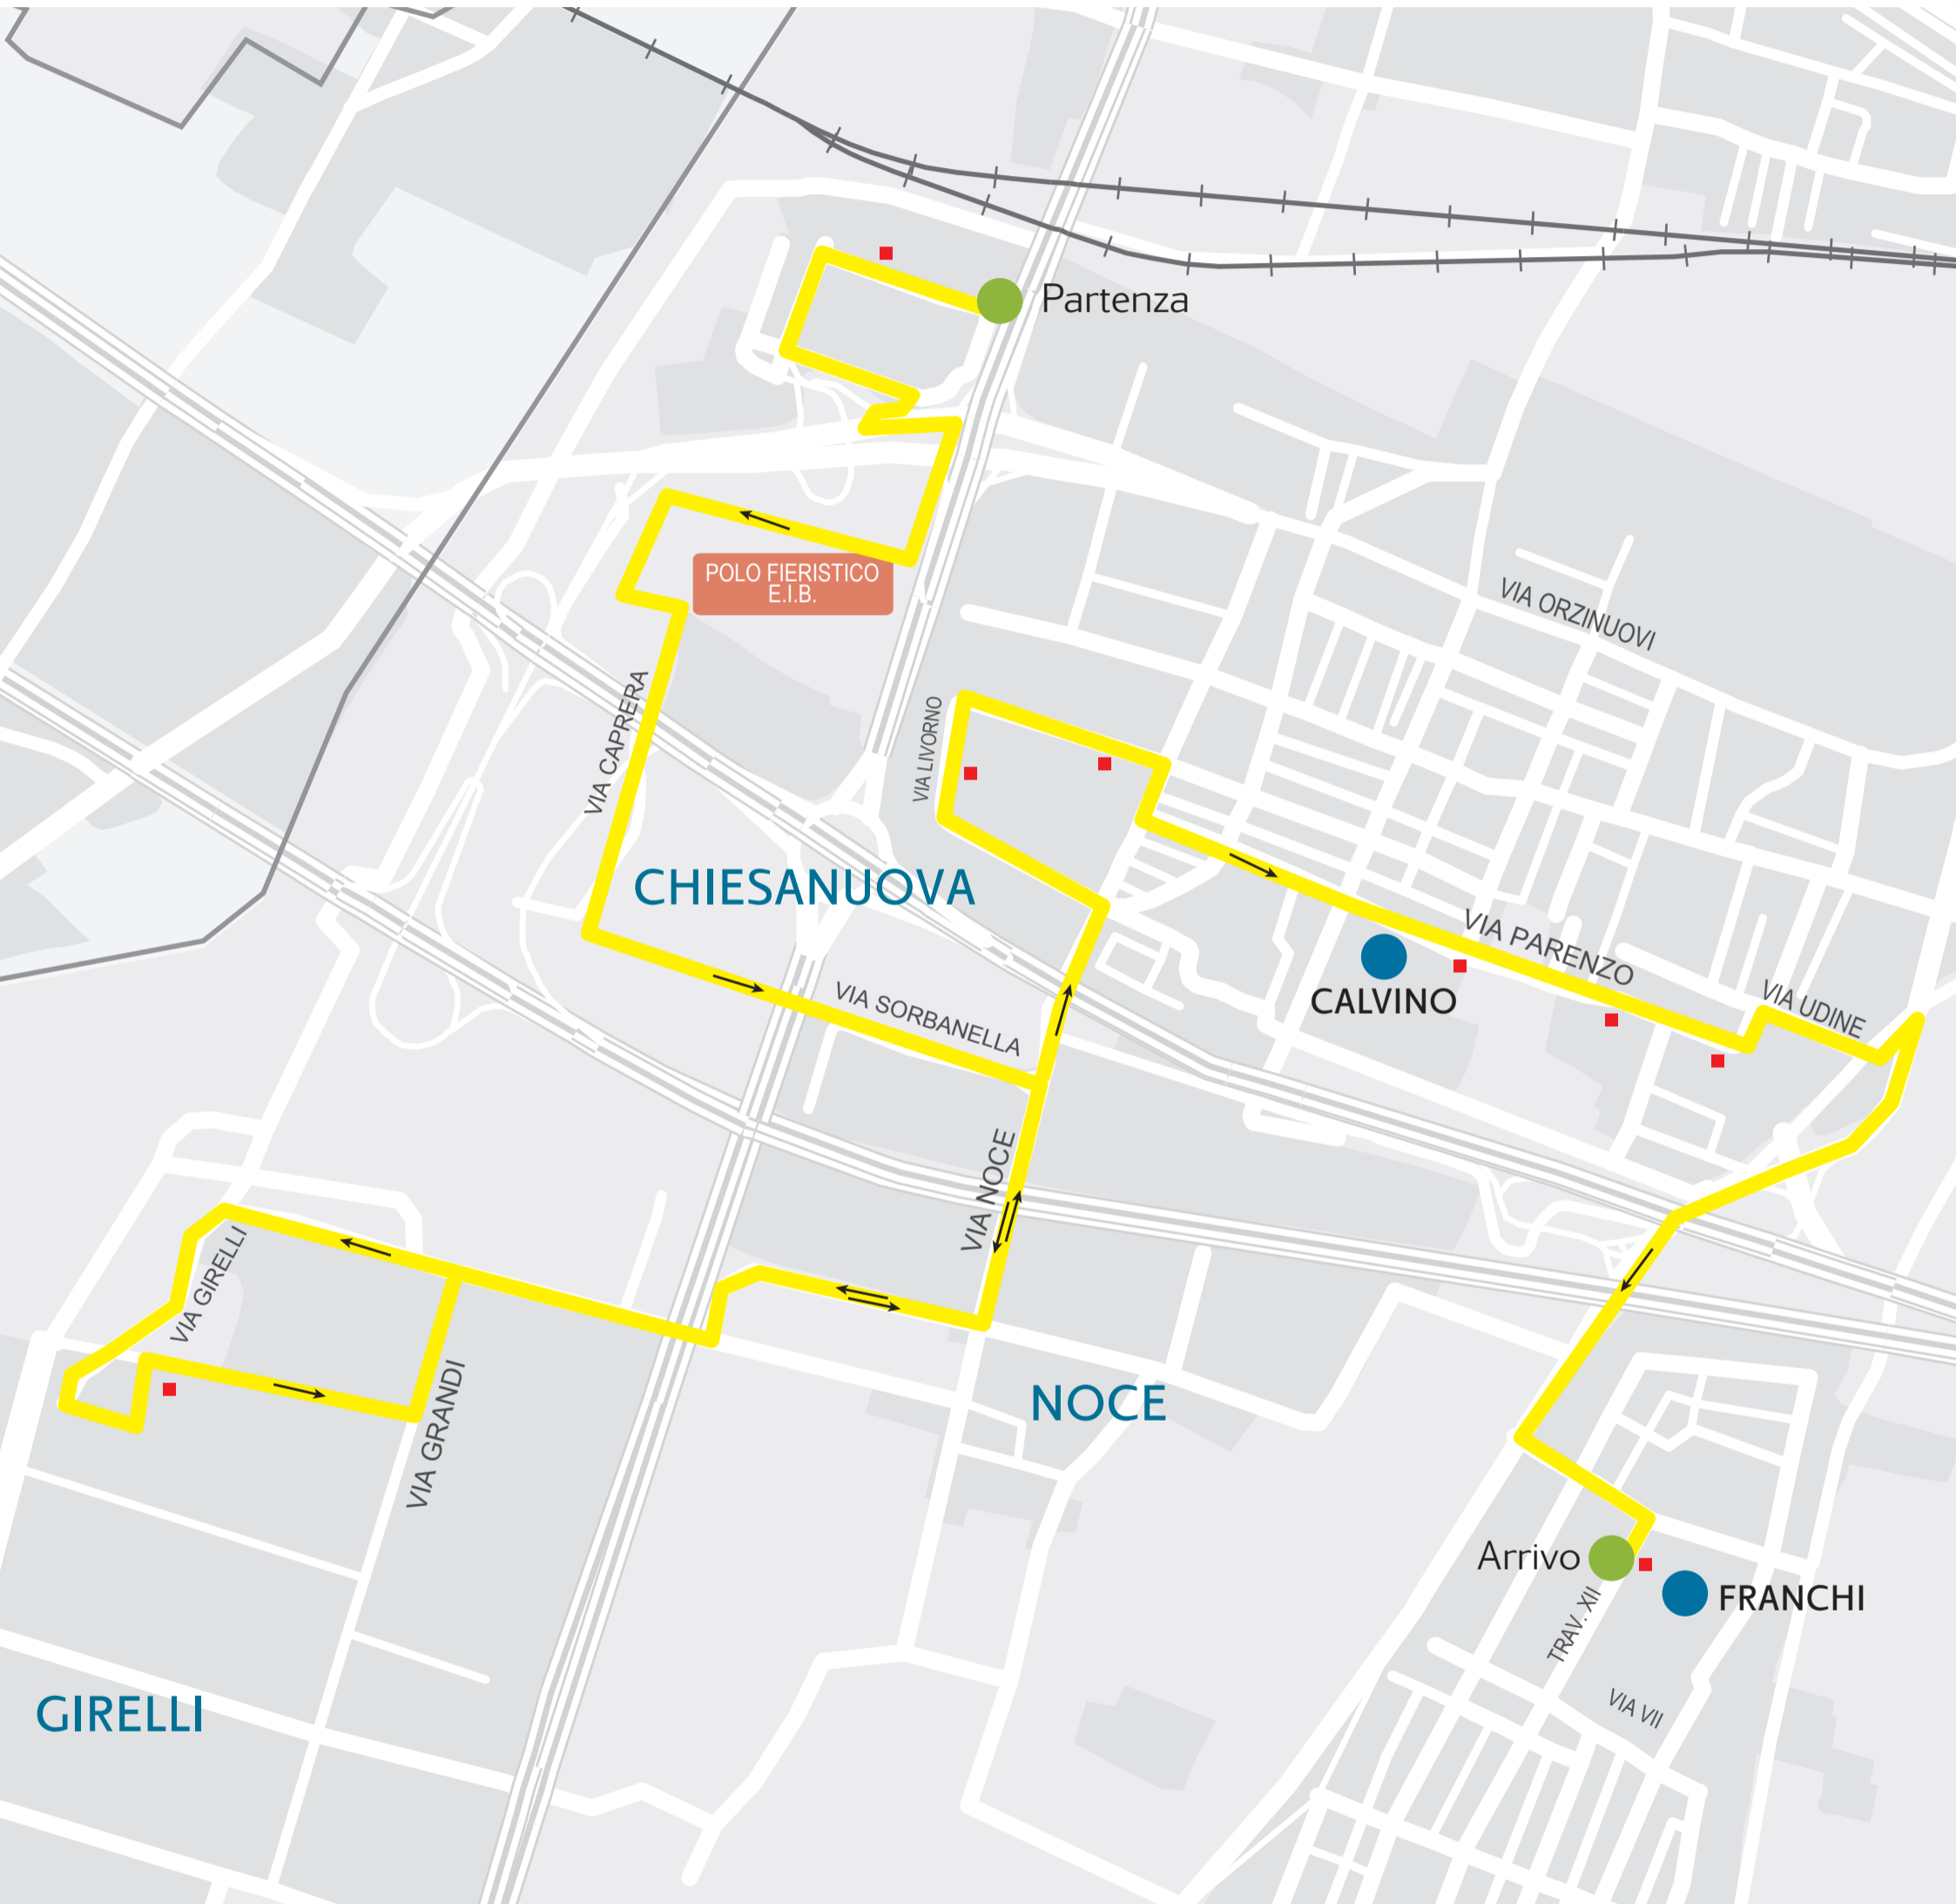 Partenza
POLO FIERISTICO
E.I.B.
VIA ORZINUOVI
VIA CAPRERA
VIA LIVORNO
CHIESANUOVA
VIA PARENZO
CALVINO
VIA UDINE
VIA SORBANELLA
VIA NOCE
VIA GIRELLI
VIA GRANDI
NOCE
Arrivo
FRANCHI
TRAV. XII
VIA VII
GIRELLI